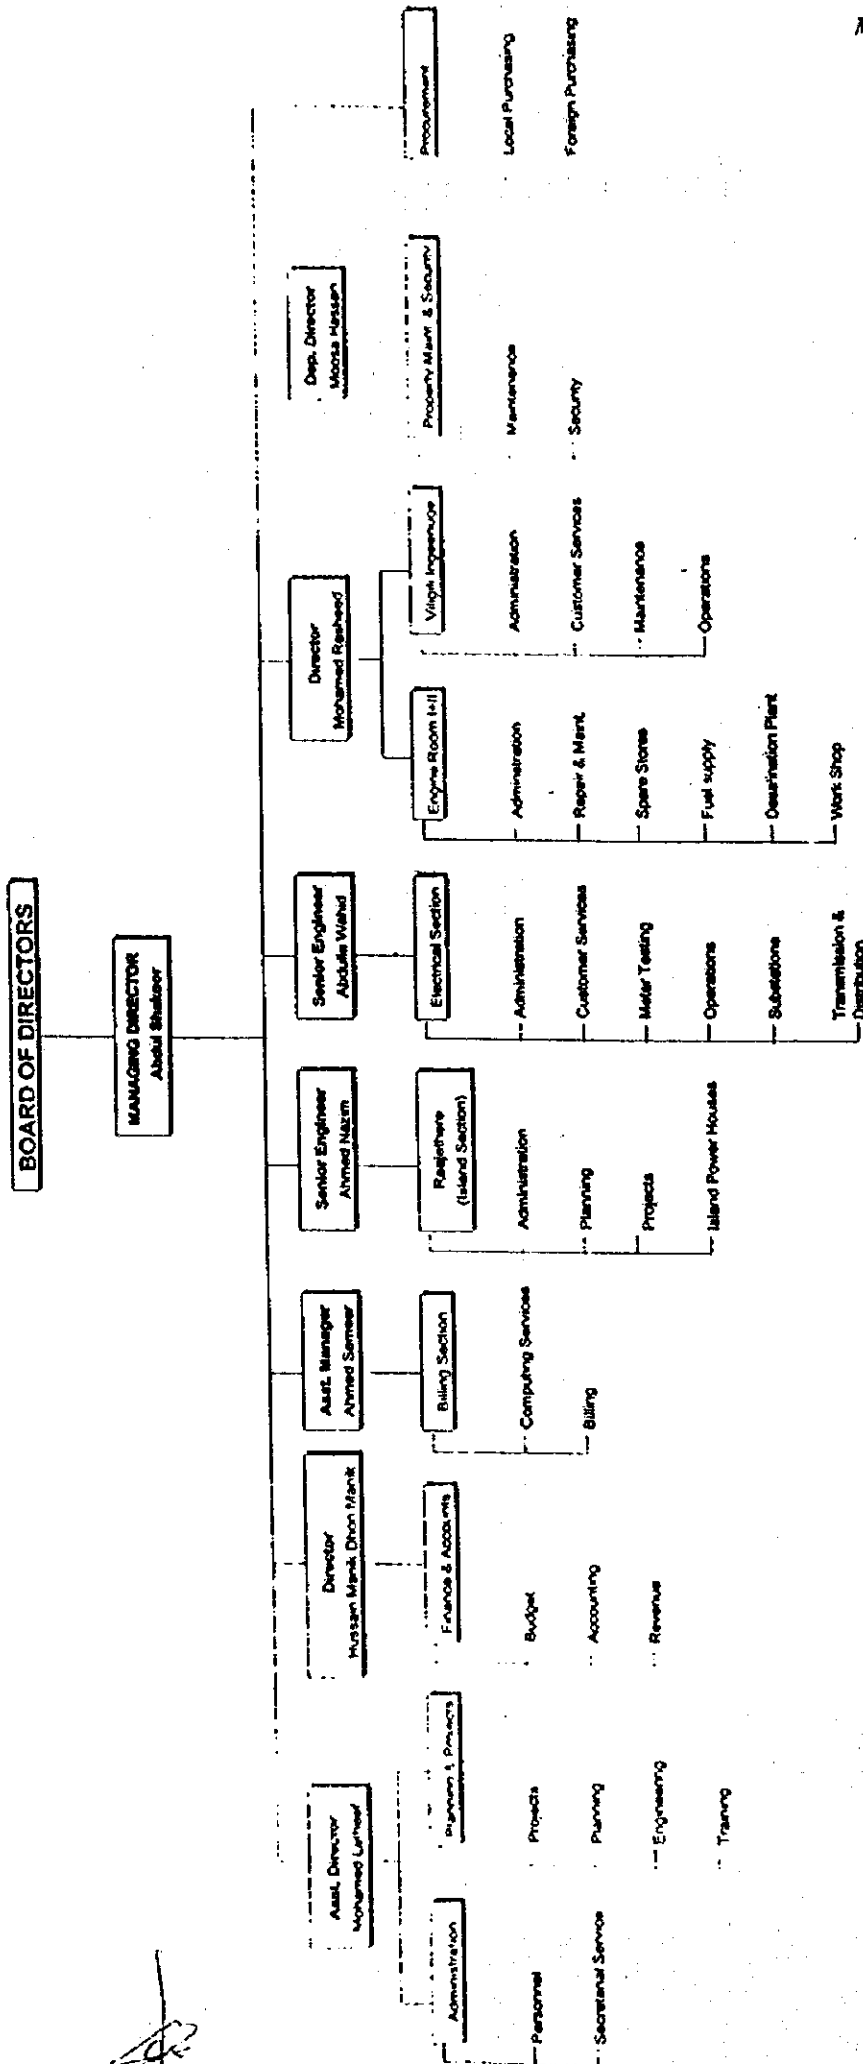 BOARD OF DIRECTORS
MANAGING DIRECTOR
Abdul Shakoor
Asst. Director
Mohamed Latheef
Director
Hussain Manik Dhon Manik
Asst. Manager
Ahmed Sameer
Senior Engineer
Ahmed Nazim
Senior Engineer
Abdulla Wahid
Director
Mohamed Rasheed
Dep. Director
Moosa Hassan
Administration
Personnel
Secretarial Service
Planning & Projects
Projects
Planning
Engineering
Training
Finance & Accounts
Budget
Accounting
Revenue
Billing Section
Computing Services
Billing
Raajethere
(Island Section)
Administration
Planning
Projects
Island Power Houses
Electrical Section
Administration
Customer Services
Meter Testing
Operations
Substations
Transmission &
Distribution
Engine Room I+II
Administration
Repair & Maint.
Spare Stores
Fuel supply
Desalination Plant
Work Shop
Viligili Ingeenuge
Administration
Customer Services
Maintenance
Operations
Property Maint. & Security
Maintenance
Security
Procurement
Local Purchasing
Foreign Purchasing